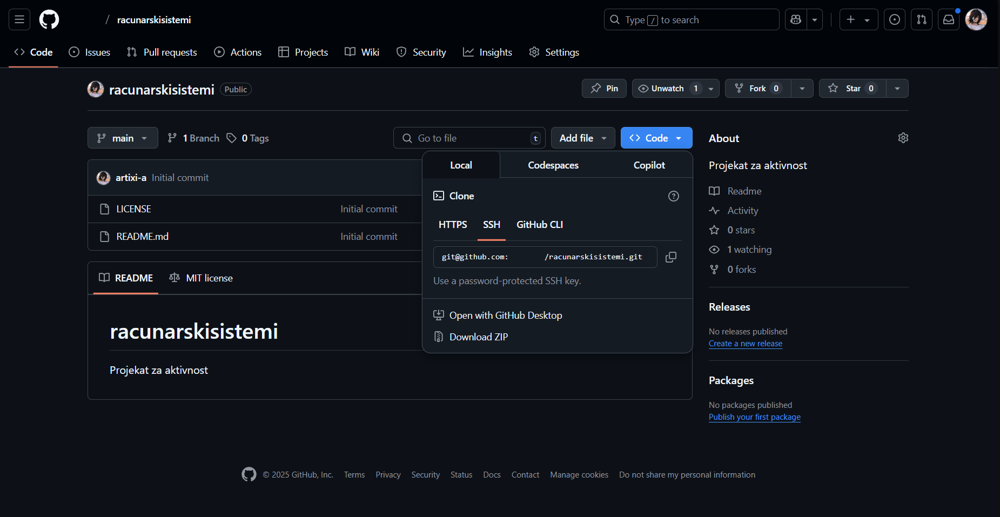 / racunarskisistemi
Type / to search
Code Issues Pull requests Actions Projects Wiki Security Insights Settings
racunarskisistemi Public
Pin Unwatch 1 Fork 0 Star 0
main 1 Branch 0 Tags
Go to file t Add file Code
artixi-a Initial commit
LICENSE Initial commit
README.md Initial commit
README MIT license
racunarskisistemi
Projekat za aktivnost
Local Codespaces Copilot
Clone
HTTPS SSH GitHub CLI
git@github.com: /racunarskisistemi.git
Use a password-protected SSH key.
Open with GitHub Desktop
Download ZIP
About
Projekat za aktivnost
Readme
Activity
0 stars
1 watching
0 forks
Releases
No releases published
Create a new release
Packages
No packages published
Publish your first package
© 2025 GitHub, Inc. Terms Privacy Security Status Docs Contact Manage cookies Do not share my personal information